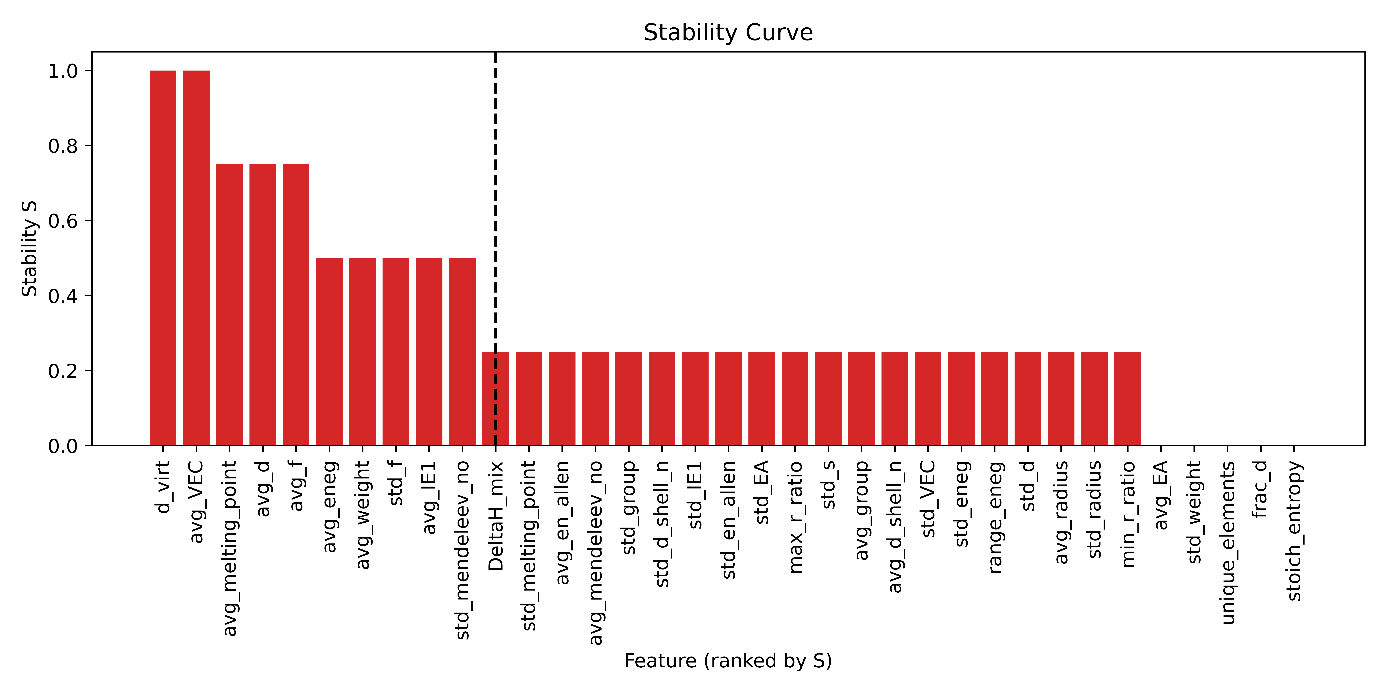 Stability Curve
Stability S
1.0
0.8
0.6
0.4
0.2
0.0
d_virt
avg_VEC
avg_melting_point
avg_d
avg_f
avg_eneg
avg_weight
std_f
avg_IE1
std_mendeleev_no
DeltaH_mix
std_melting_point
avg_en_allen
avg_mendeleev_no
std_group
std_d_shell_n
std_IE1
std_en_allen
std_EA
max_r_ratio
std_s
avg_group
avg_d_shell_n
std_VEC
std_eneg
range_eneg
std_d
avg_radius
std_radius
min_r_ratio
avg_EA
std_weight
unique_elements
frac_d
stoich_entropy
Feature (ranked by S)